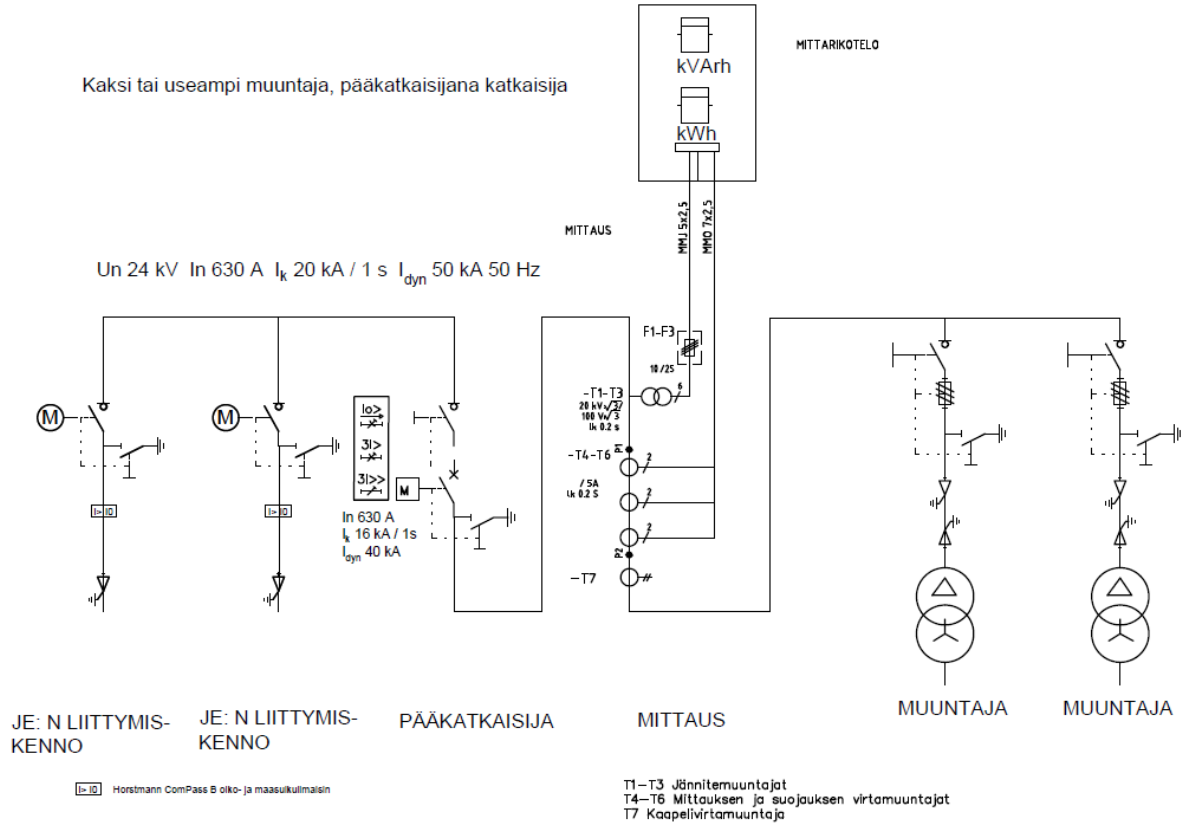 kVArh
MITTARIKOTELO
Kaksi tai useampi muuntaja, pääkatkaisijana katkaisija
kWh
MMJ 5x2,5
MMO 7x2,5
MITTAUS
Un 24 kV In 630 A Ik 20 kA / 1 s Idyn 50 kA 50 Hz
F1-F3
10/25
6
-T1-T3
20 kV√3/
100 V√3
Ik 0.2 s
M
M
Io>
3I>
3I>>
M
P1
-T4-T6
2
/ 5A
Ik 0.2 S
2
2
I> I0
I> I0
In 630 A
Ik 16 kA / 1s
Idyn 40 kA
P2
-T7
JE: N LIITTYMIS-
KENNO
JE: N LIITTYMIS-
KENNO
PÄÄKATKAISIJA
MITTAUS
MUUNTAJA
MUUNTAJA
I> I0 Horstmann ComPass B oiko- ja maasulkuilmaisin
T1-T3 Jännitemuuntajat
T4-T6 Mittauksen ja suojauksen virtamuuntajat
T7 Kaapelivirtamuuntaja